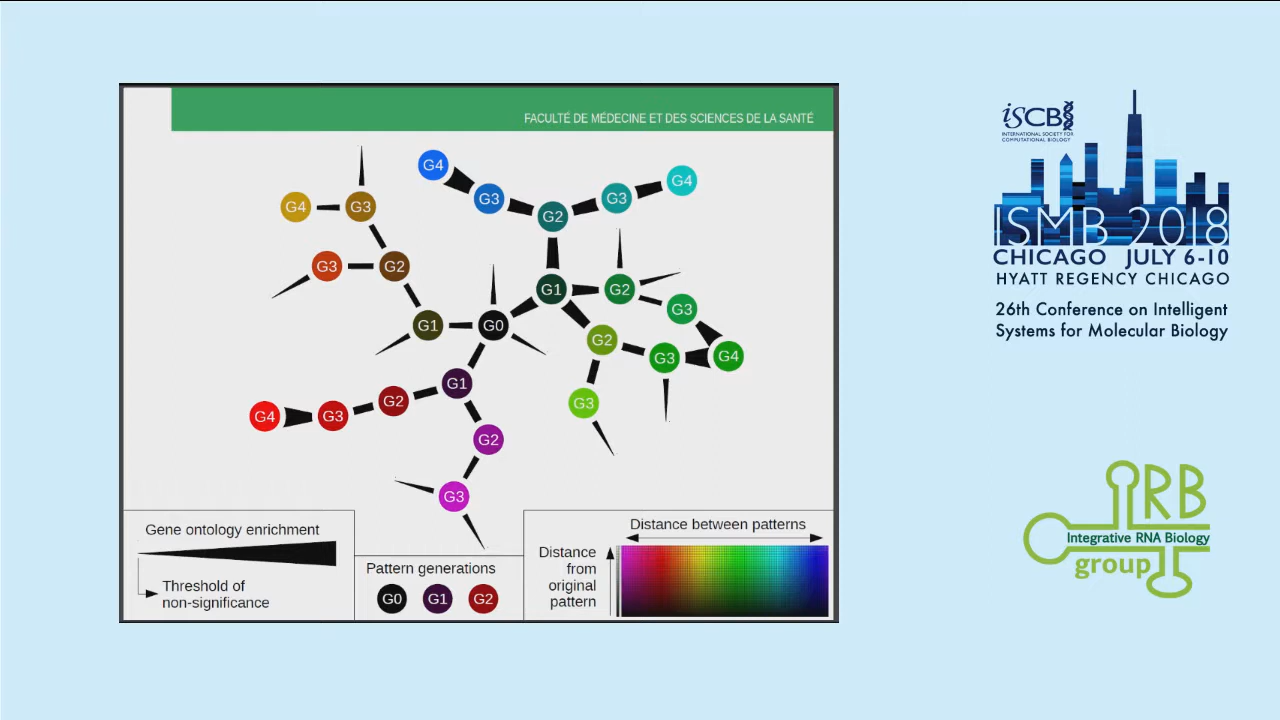 FACULTÉ DE MÉDECINE ET DES SCIENCES DE LA SANTÉ
G4
G4
G3
G3
G4
G3
G2
G3
G2
G1
G2
G3
G1
G0
G2
G3
G4
G1
G2
G3
G4
G3
G2
G3
Gene ontology enrichment
Threshold of
non-significance
Pattern generations
G0 G1 G2
Distance between patterns
Distance
from
original
pattern
iSCB
INTERNATIONAL SOCIETY FOR
COMPUTATIONAL BIOLOGY
ISMB 2018
CHICAGO JULY 6-10
HYATT REGENCY CHICAGO
26th Conference on Intelligent
Systems for Molecular Biology
IRB
Integrative RNA Biology
group